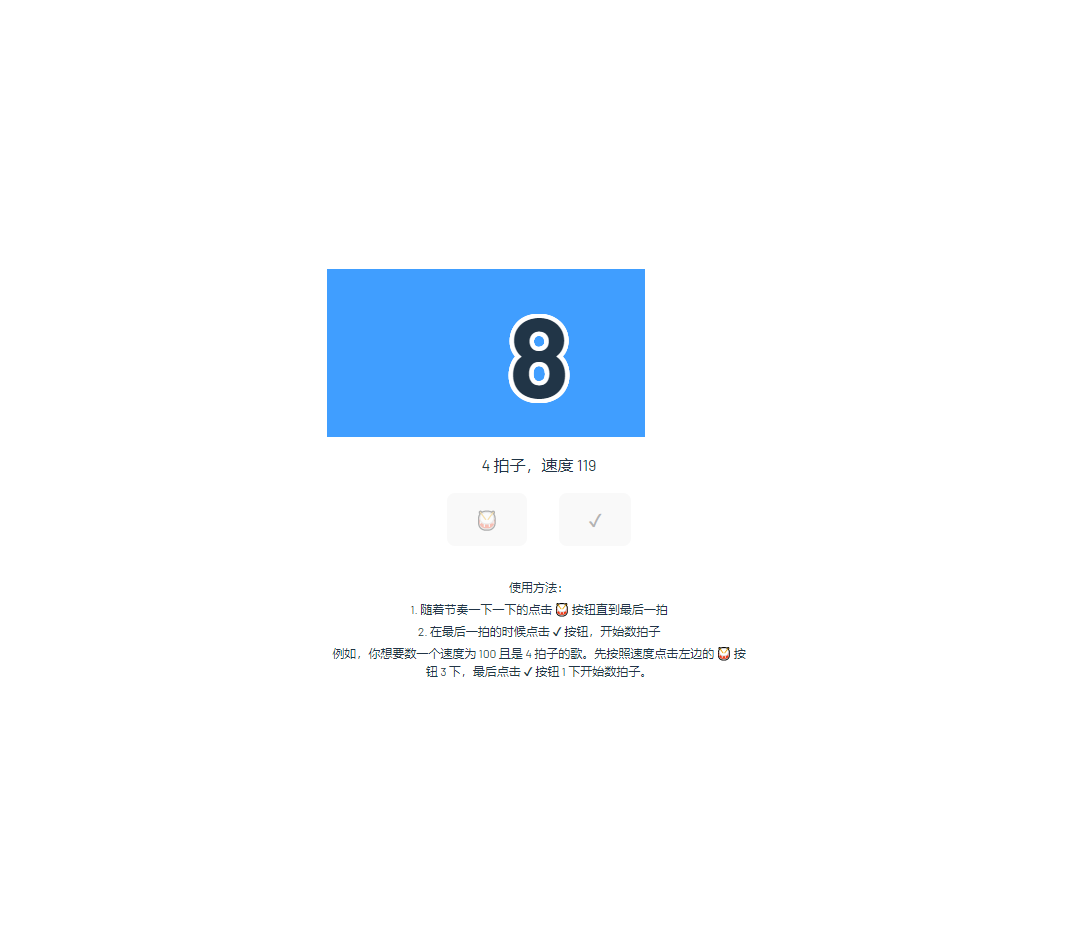 8
4 拍子，速度 119
✓
使用方法：
1. 随着节奏一下一下的点击 🥁 按钮直到最后一拍
2. 在最后一拍的时候点击 ✓ 按钮，开始数拍子
例如，你想要数一个速度为 100 且是 4 拍子的歌。先按照速度点击左边的 🥁 按
钮 3 下，最后点击 ✓ 按钮 1 下开始数拍子。